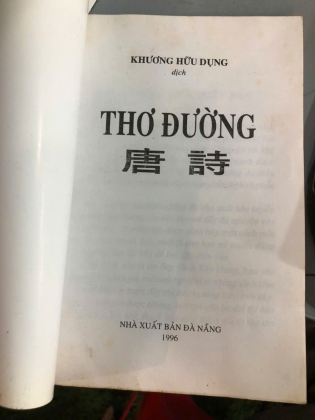 KHƯƠNG HỮU DỤNG
dịch
THƠ ĐƯỜNG
唐 詩
NHÀ XUẤT BẢN ĐÀ NẴNG
1996